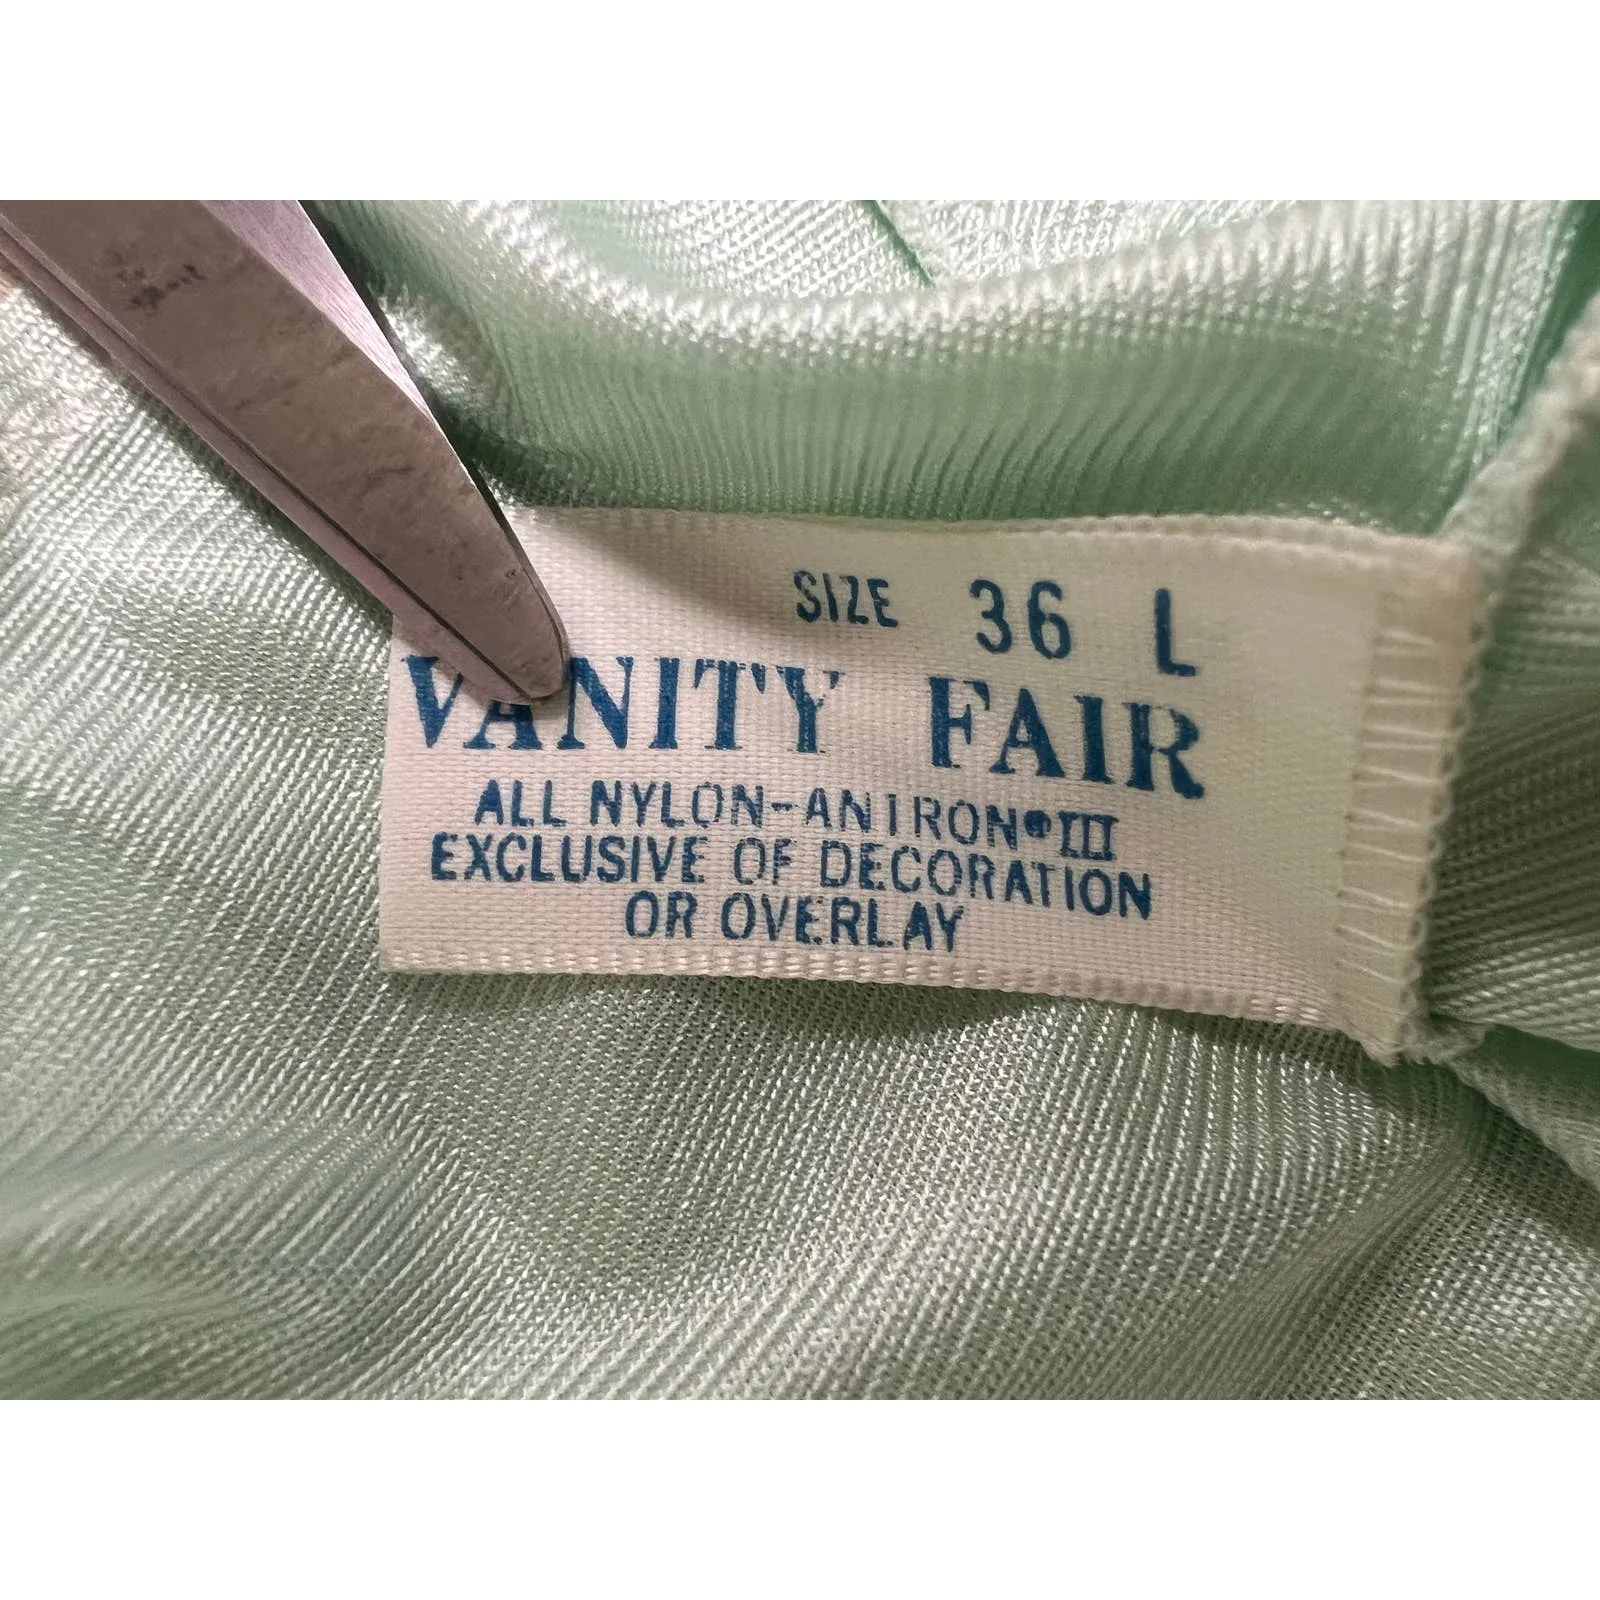 SIZE 36 L
VANITY FAIR
ALL NYLON-ANTRON® III
EXCLUSIVE OF DECORATION
OR OVERLAY